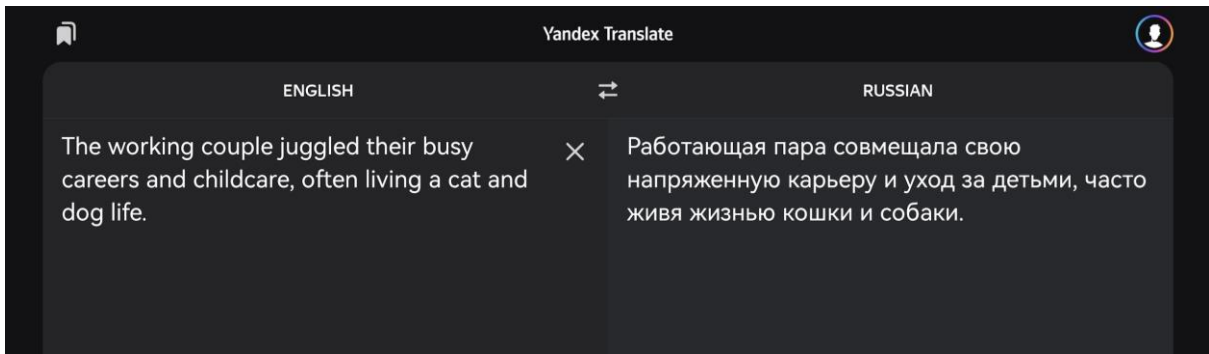 Yandex Translate
ENGLISH
RUSSIAN
The working couple juggled their busy
careers and childcare, often living a cat and
dog life.
Работающая пара совмещала свою
напряженную карьеру и уход за детьми, часто
живя жизнью кошки и собаки.